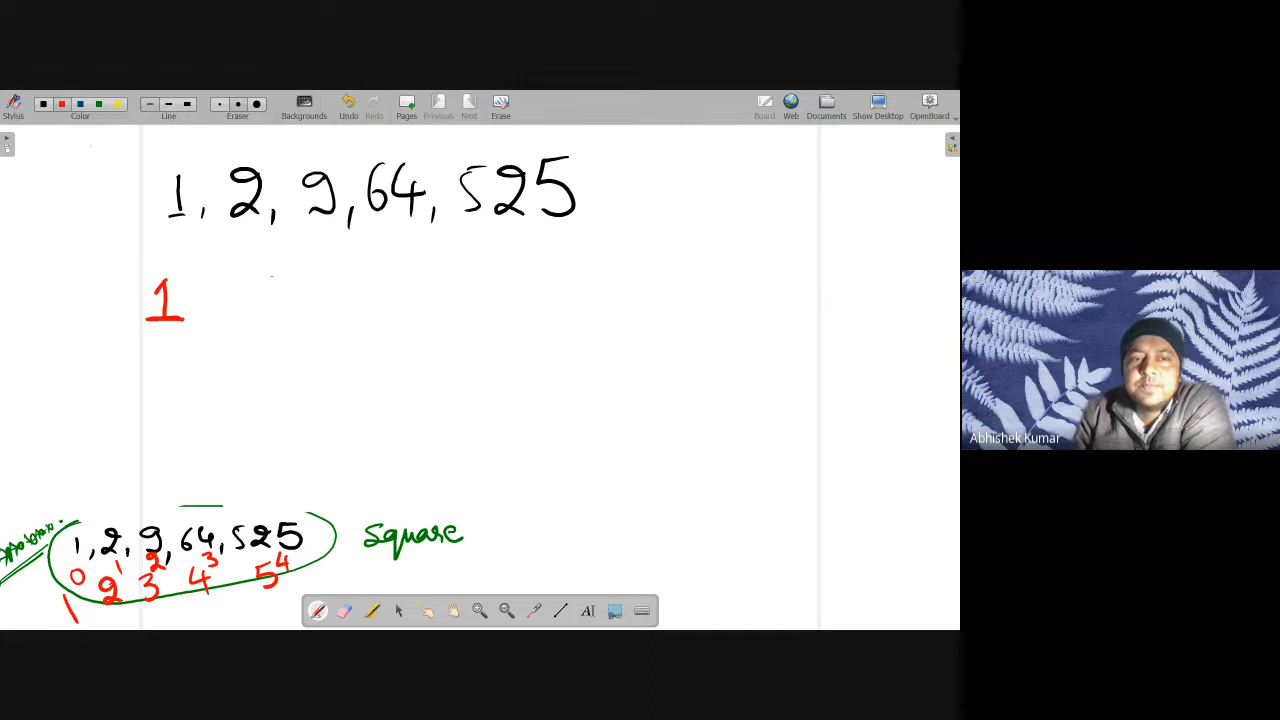 Stylus Color Line Eraser Backgrounds Undo Redo Pages Previous Next Erase Board Web Documents Show Desktop OpenBoard
1, 2, 9, 64, 525
1
Abhishek Kumar
1, 2, 9, 64, 525 square
0 1 2 3 4
1 2 3 4 5
AI